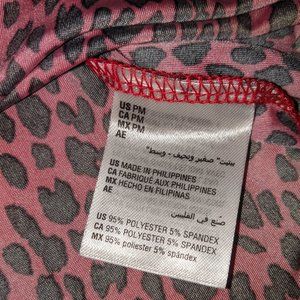 US PM
CA PM
MX PM
AE
بيتيت "صغير ونحيف - وسط"
US MADE IN PHILIPPINES
CA FABRIQUÉ AUX PHILIPPINES
MX HECHO EN FILIPINAS
AE
صنع في الفلبين
US 95% POLYESTER 5% SPANDEX
CA 95% POLYESTER 5% SPANDEX
MX 95% poliéster 5% spándex